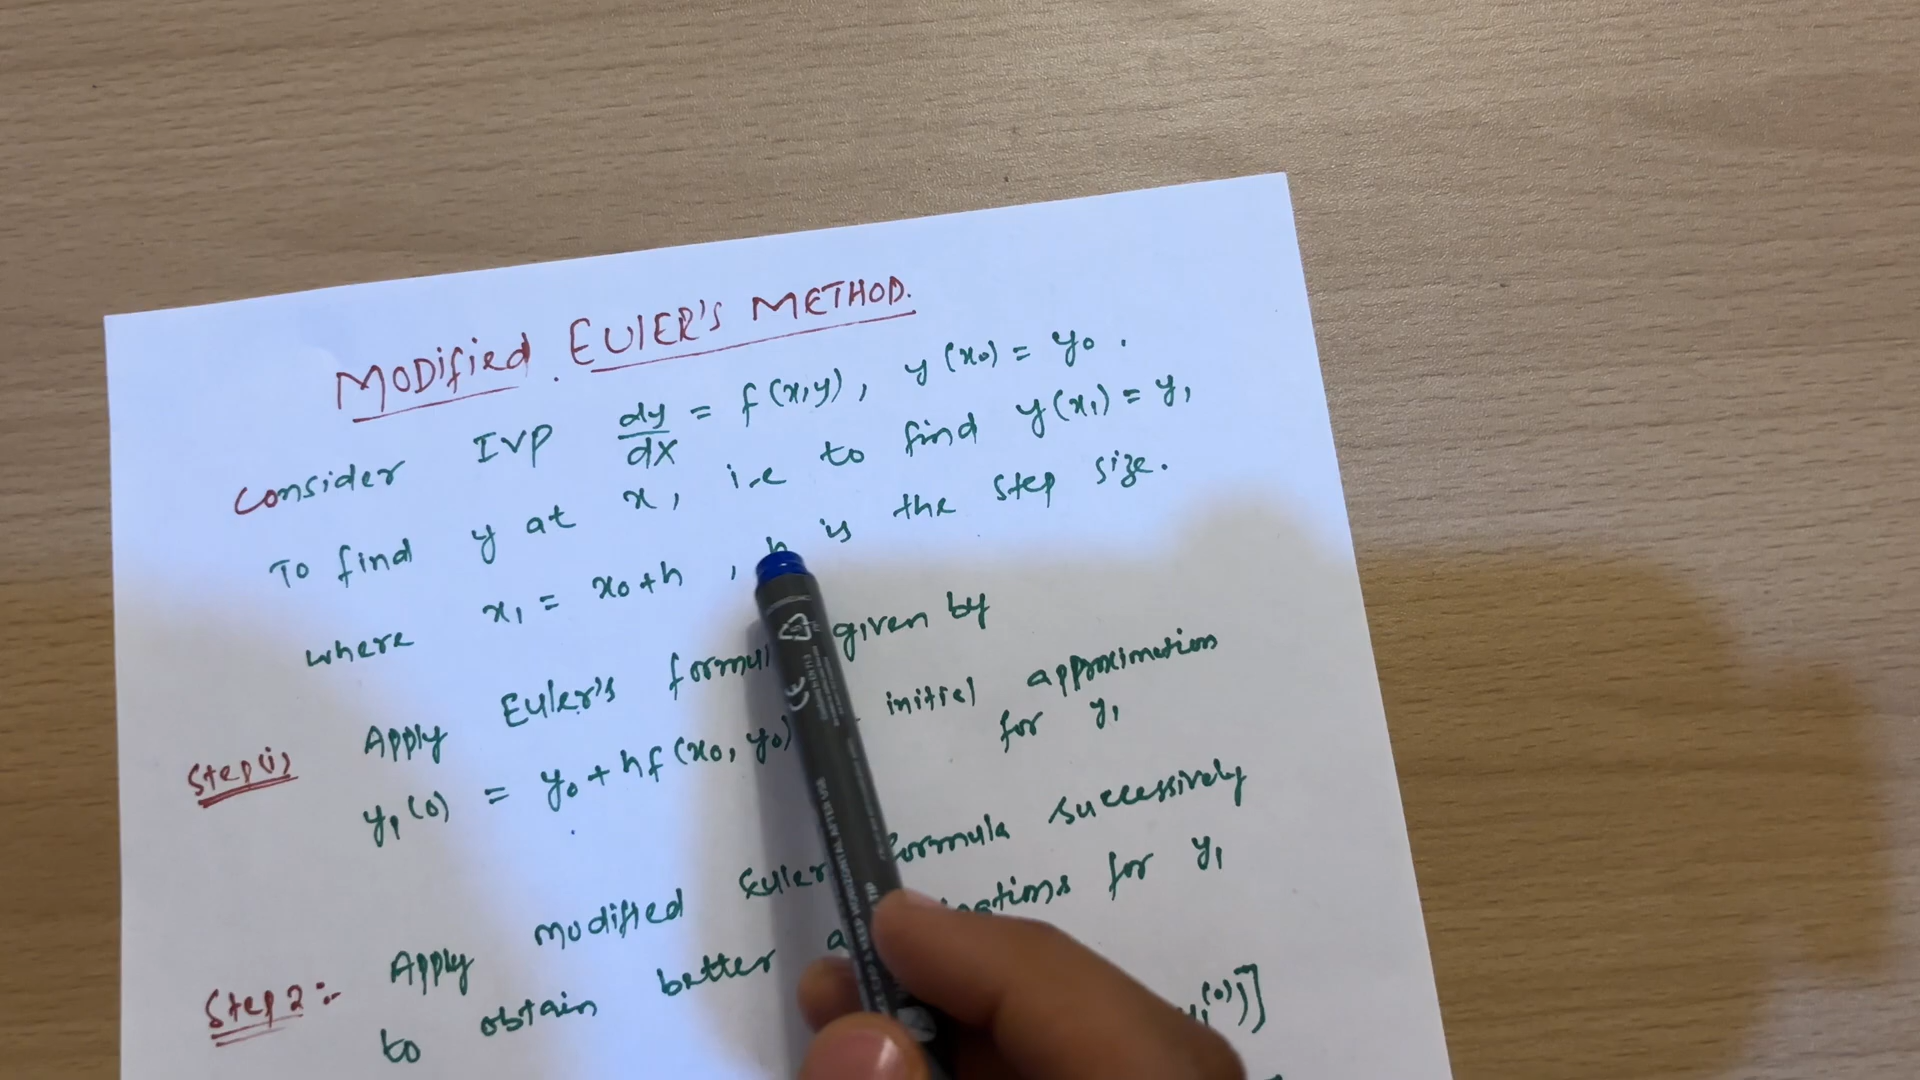 MODified EUlER'S METHOD.
Consider IVP dy/dx = f(x,y), y(x₀) = y₀.
To find y at x, i.e to find y(x₁) = y₁
where x₁ = x₀+h, h is the step size.
Step(i) Apply Euler's given by
y₁(0) = y₀ + hf(x₀, y₀) initial approximation
for y₁
Step 2:- Apply modified Euler formula successively
to obtain better for y₁
y₁⁽⁰⁾)]